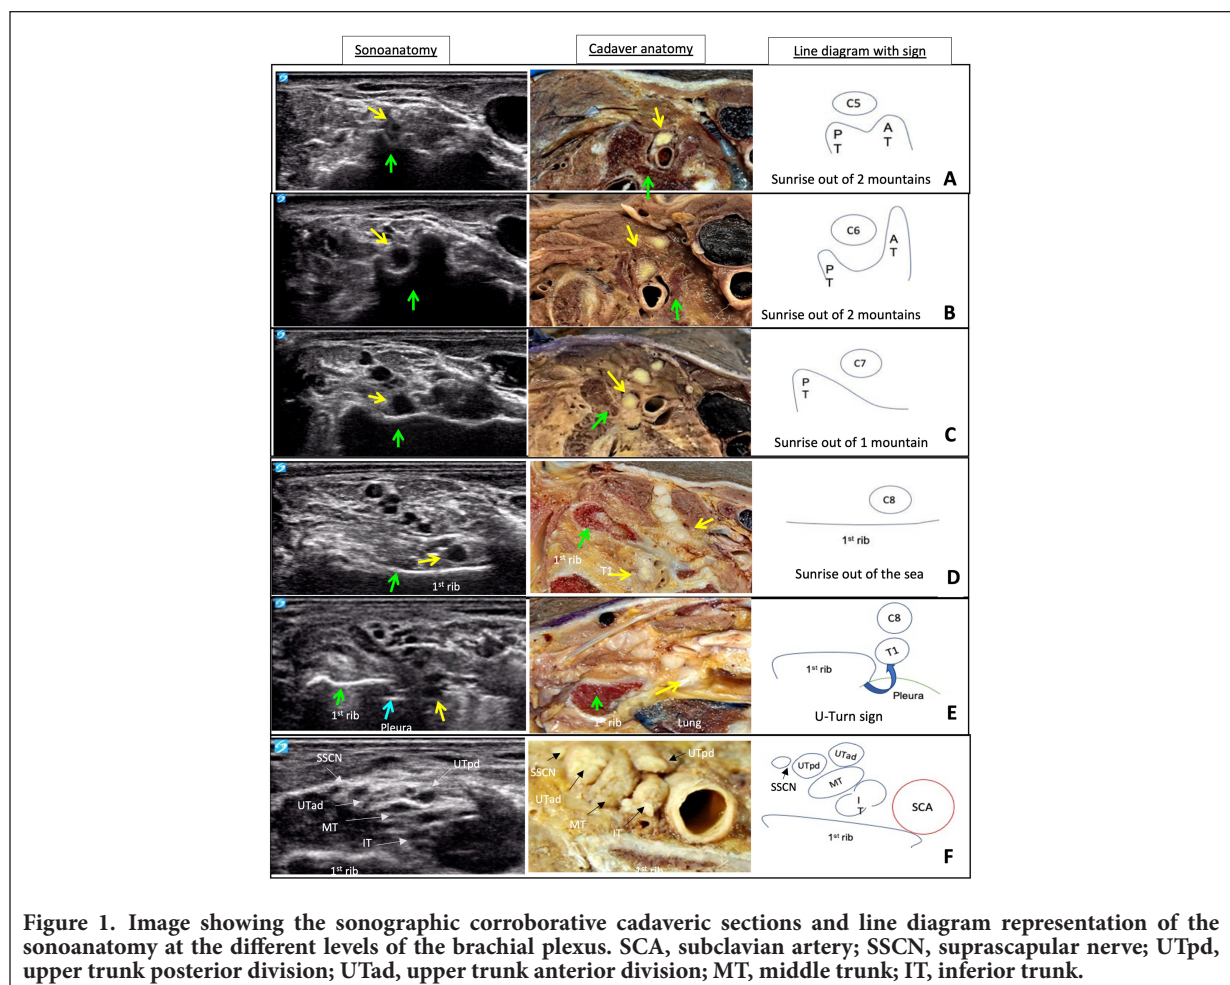 Sonoanatomy
Cadaver anatomy
Line diagram with sign
C5
P
T
A
T
Sunrise out of 2 mountains
A
C6
P
T
A
T
Sunrise out of 2 mountains
B
C7
P
T
Sunrise out of 1 mountain
C
1st rib
1st rib
T1
C8
1st rib
Sunrise out of the sea
D
1st rib
Pleura
1st rib
Lung
C8
T1
1st rib
Pleura
U-Turn sign
E
SSCN
UTpd
UTad
MT
IT
1st rib
SSCN
UTpd
UTad
MT
IT
1st rib
SSCN
UTpd
UTad
MT
I
T
SCA
1st rib
F
Figure 1. Image showing the sonographic corroborative cadaveric sections and line diagram representation of the
sonoanatomy at the different levels of the brachial plexus. SCA, subclavian artery; SSCN, suprascapular nerve; UTpd,
upper trunk posterior division; UTad, upper trunk anterior division; MT, middle trunk; IT, inferior trunk.